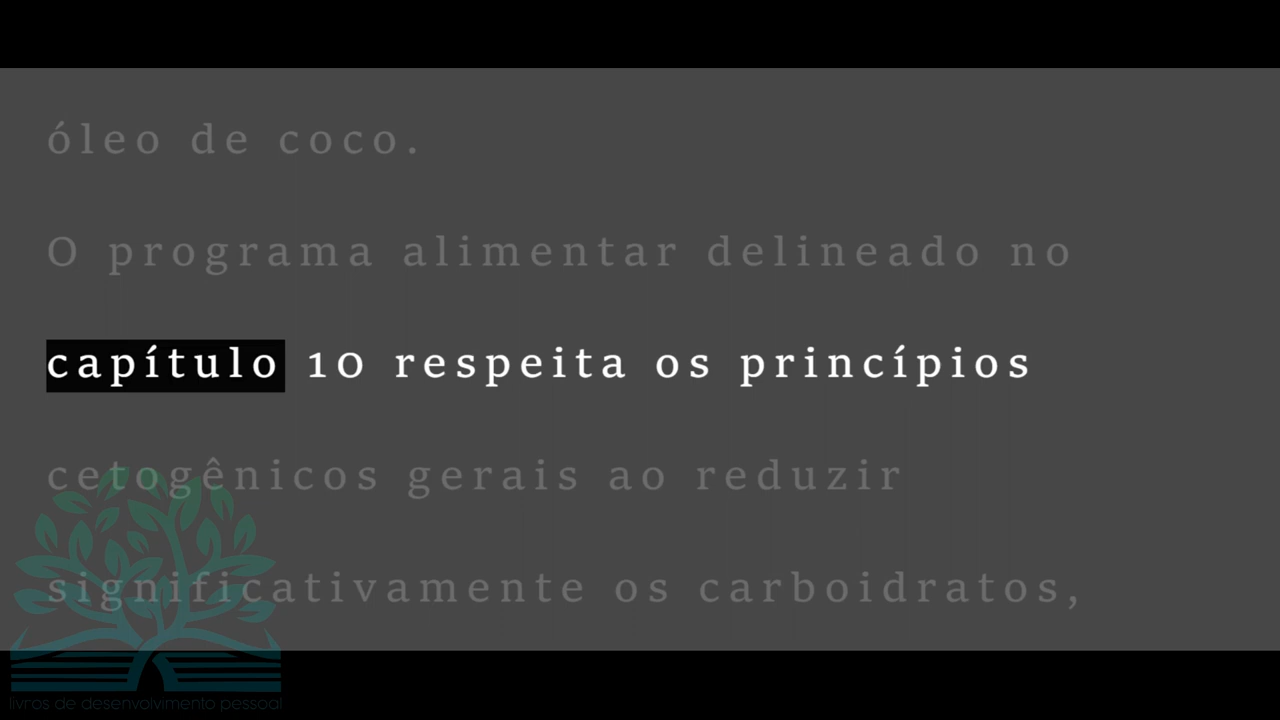 óleo de coco.
O programa alimentar delineado no
capítulo 10 respeita os princípios
cetogênicos gerais ao reduzir
significativamente os carboidratos,
livros de desenvolvimento pessoal